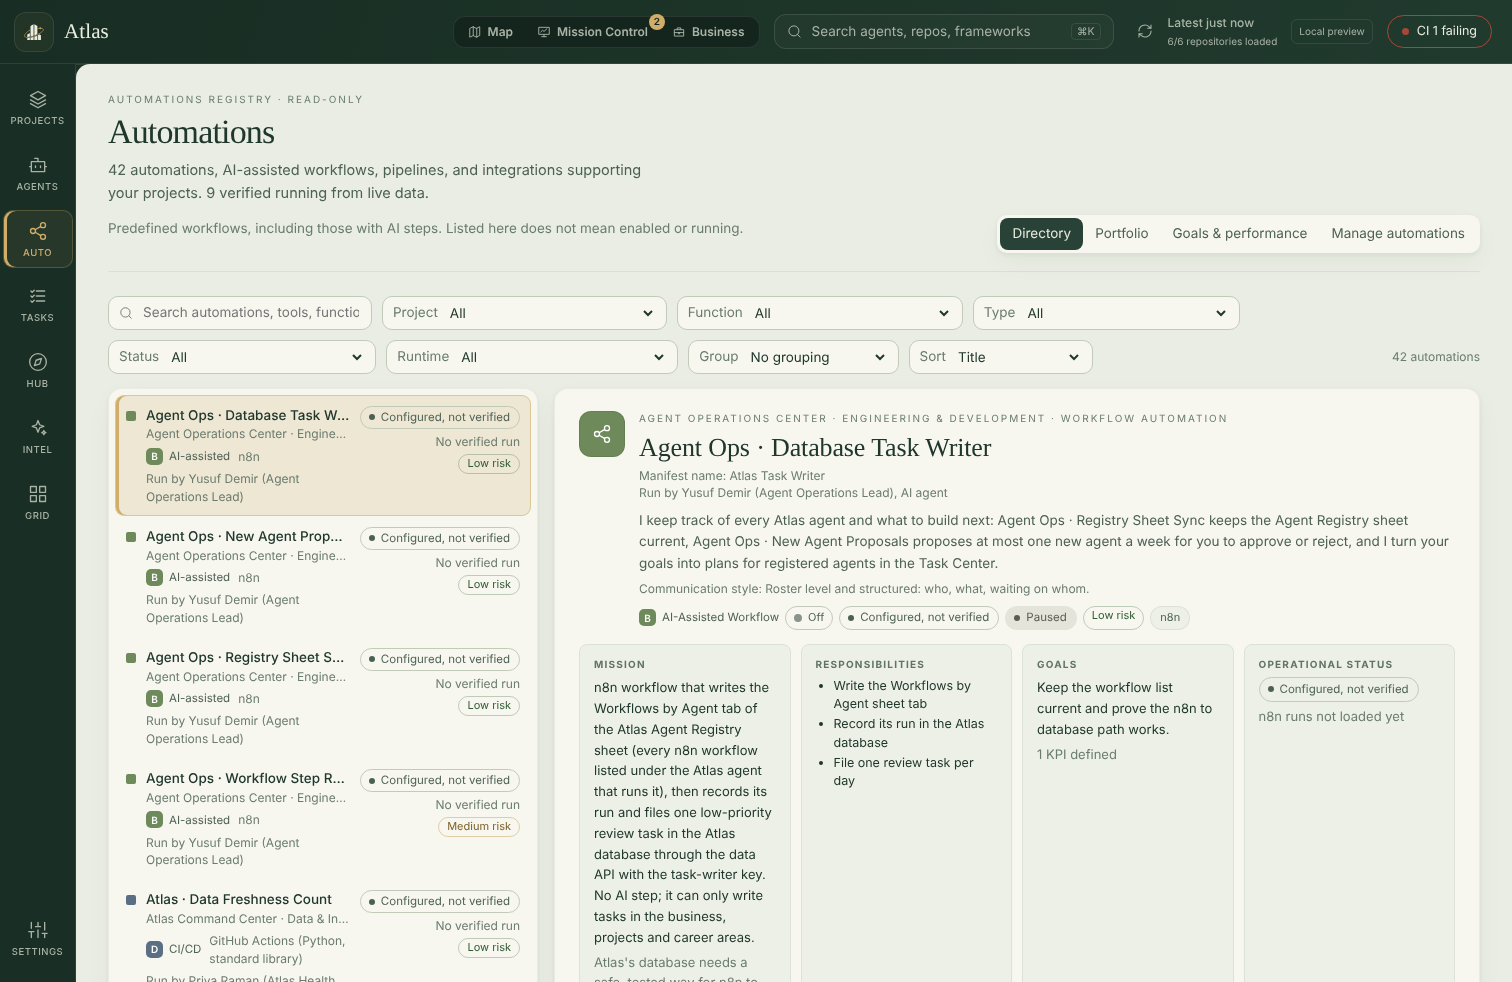 Atlas
Map
Mission Control
2
Business
Search agents, repos, frameworks
⌘K
Latest just now
6/6 repositories loaded
Local preview
CI 1 failing
PROJECTS
AGENTS
AUTO
TASKS
HUB
INTEL
GRID
SETTINGS
AUTOMATIONS REGISTRY · READ-ONLY
Automations
42 automations, AI-assisted workflows, pipelines, and integrations supporting
your projects. 9 verified running from live data.
Predefined workflows, including those with AI steps. Listed here does not mean enabled or running.
Directory
Portfolio
Goals & performance
Manage automations
Search automations, tools, functio
Project All
Function All
Type All
Status All
Runtime All
Group No grouping
Sort Title
42 automations
Agent Ops · Database Task W...
Configured, not verified
Agent Operations Center · Engine...
No verified run
B AI-assisted n8n
Low risk
Run by Yusuf Demir (Agent
Operations Lead)
Agent Ops · New Agent Prop...
Configured, not verified
Agent Operations Center · Engine...
No verified run
B AI-assisted n8n
Low risk
Run by Yusuf Demir (Agent
Operations Lead)
Agent Ops · Registry Sheet S...
Configured, not verified
Agent Operations Center · Engine...
No verified run
B AI-assisted n8n
Low risk
Run by Yusuf Demir (Agent
Operations Lead)
Agent Ops · Workflow Step R...
Configured, not verified
Agent Operations Center · Engine...
No verified run
B AI-assisted n8n
Medium risk
Run by Yusuf Demir (Agent
Operations Lead)
Atlas · Data Freshness Count
Configured, not verified
Atlas Command Center · Data & In...
No verified run
D CI/CD GitHub Actions (Python,
standard library)
Low risk
Run by Priya Raman (Atlas Health
AGENT OPERATIONS CENTER · ENGINEERING & DEVELOPMENT · WORKFLOW AUTOMATION
Agent Ops · Database Task Writer
Manifest name: Atlas Task Writer
Run by Yusuf Demir (Agent Operations Lead), AI agent
I keep track of every Atlas agent and what to build next: Agent Ops · Registry Sheet Sync keeps the Agent Registry sheet
current, Agent Ops · New Agent Proposals proposes at most one new agent a week for you to approve or reject, and I turn your
goals into plans for registered agents in the Task Center.
Communication style: Roster level and structured: who, what, waiting on whom.
B AI-Assisted Workflow
Off
Configured, not verified
Paused
Low risk
n8n
MISSION
n8n workflow that writes the
Workflows by Agent tab of
the Atlas Agent Registry
sheet (every n8n workflow
listed under the Atlas agent
that runs it), then records its
run and files one low-priority
review task in the Atlas
database through the data
API with the task-writer key.
No AI step; it can only write
tasks in the business,
projects and career areas.
Atlas's database needs a
safe, tested way for n8n to
RESPONSIBILITIES
• Write the Workflows by
Agent sheet tab
• Record its run in the Atlas
database
• File one review task per
day
GOALS
Keep the workflow list
current and prove the n8n to
database path works.
1 KPI defined
OPERATIONAL STATUS
Configured, not verified
n8n runs not loaded yet